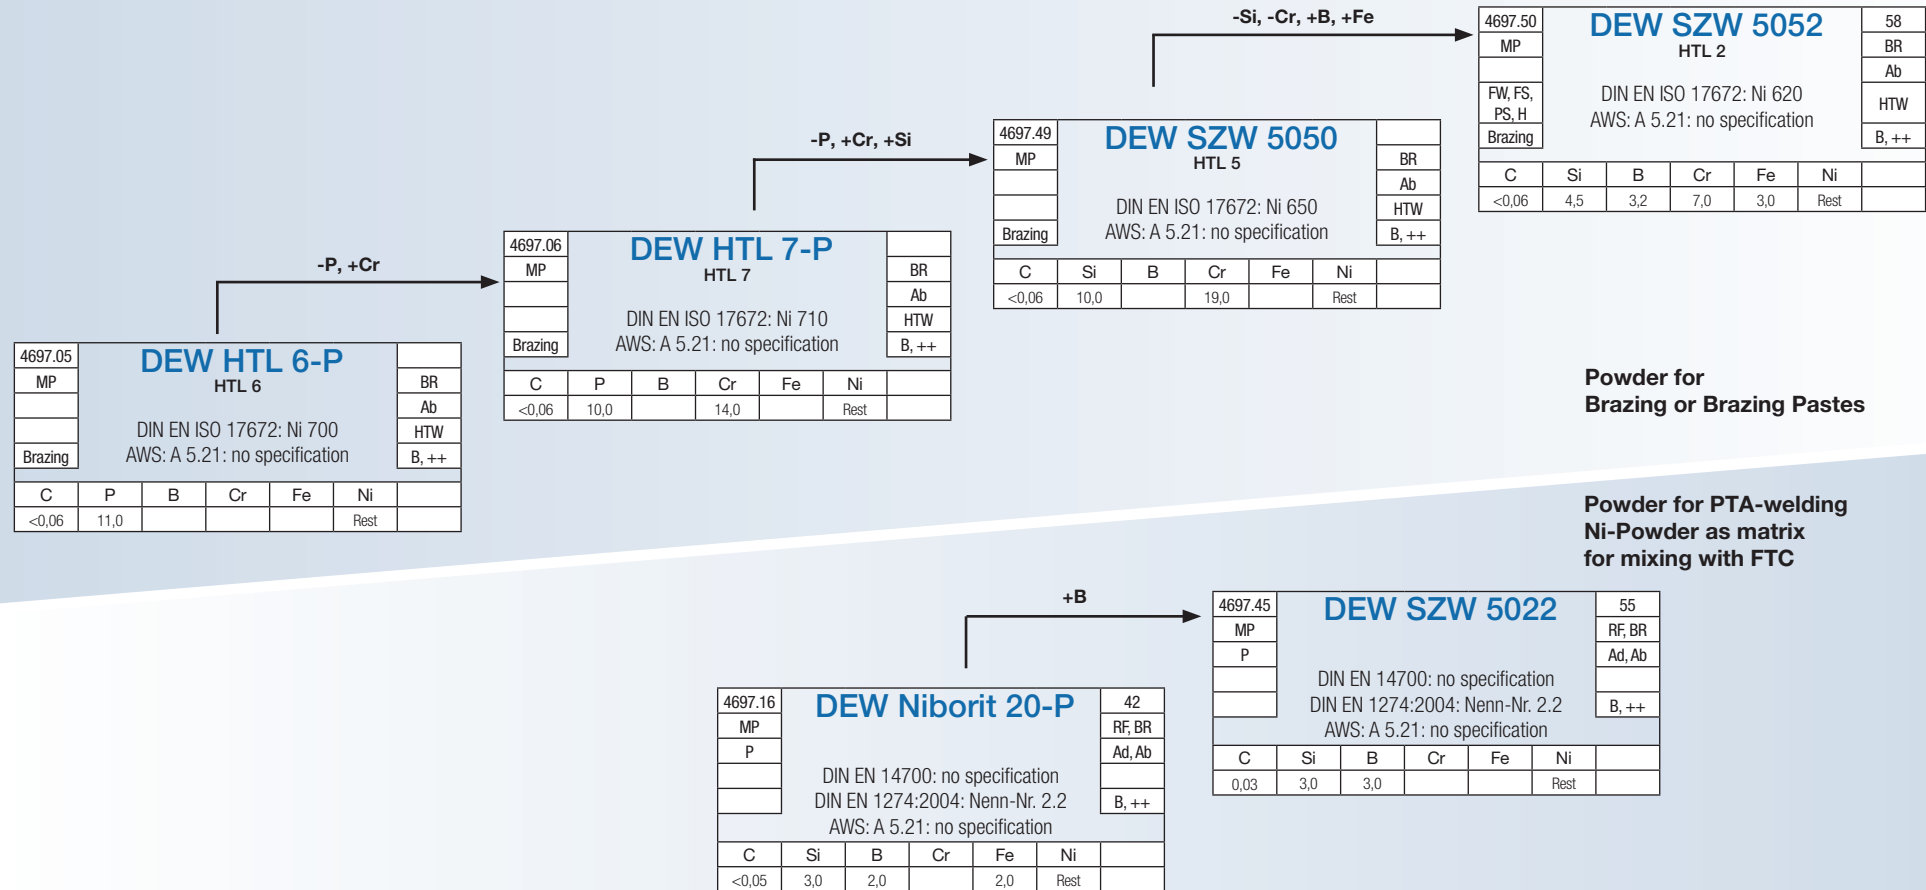 -Si, -Cr, +B, +Fe
4697.50
DEW SZW 5052
58
MP
HTL 2
BR
Ab
FW, FS,
PS, H
DIN EN ISO 17672: Ni 620
HTW
AWS: A 5.21: no specification
Brazing
B, ++
C Si B Cr Fe Ni
<0,06 4,5 3,2 7,0 3,0 Rest
-P, +Cr, +Si
4697.49
DEW SZW 5050
MP
HTL 5
BR
Ab
DIN EN ISO 17672: Ni 650
HTW
Brazing
AWS: A 5.21: no specification
B, ++
C Si B Cr Fe Ni
<0,06 10,0 19,0 Rest
-P, +Cr
4697.06
DEW HTL 7-P
MP
HTL 7
BR
Ab
DIN EN ISO 17672: Ni 710
HTW
Brazing
AWS: A 5.21: no specification
B, ++
C P B Cr Fe Ni
<0,06 10,0 14,0 Rest
4697.05
DEW HTL 6-P
MP
HTL 6
BR
Ab
DIN EN ISO 17672: Ni 700
HTW
Brazing
AWS: A 5.21: no specification
B, ++
C P B Cr Fe Ni
<0,06 11,0 Rest
Powder for
Brazing or Brazing Pastes
Powder for PTA-welding
Ni-Powder as matrix
for mixing with FTC
+B
4697.45
DEW SZW 5022
55
MP
RF, BR
P
Ad, Ab
DIN EN 14700: no specification
DIN EN 1274:2004: Nenn-Nr. 2.2
B, ++
AWS: A 5.21: no specification
C Si B Cr Fe Ni
0,03 3,0 3,0 Rest
4697.16
DEW Niborit 20-P
42
MP
RF, BR
P
Ad, Ab
DIN EN 14700: no specification
DIN EN 1274:2004: Nenn-Nr. 2.2
B, ++
AWS: A 5.21: no specification
C Si B Cr Fe Ni
<0,05 3,0 2,0 2,0 Rest